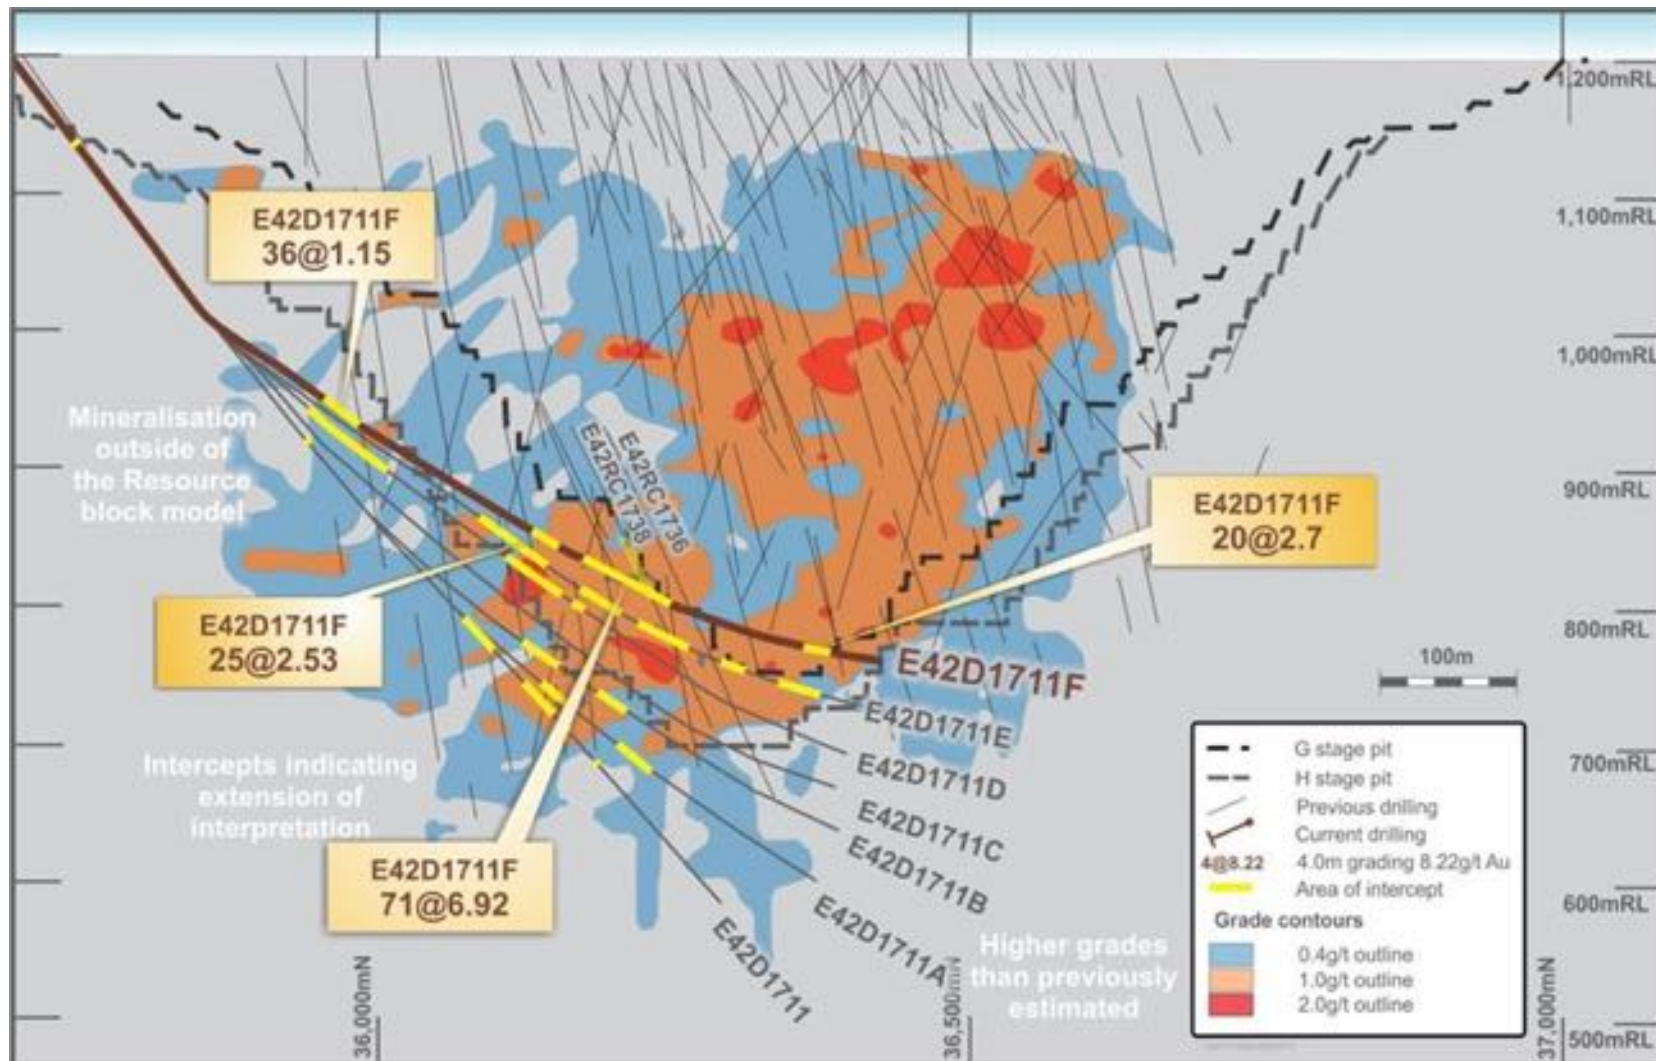 1,200mRL
1,100mRL
1,000mRL
900mRL
800mRL
700mRL
600mRL
500mRL
E42D1711F
36@1.15
Mineralisation
outside of
the Resource
block model
E42RC1736
E42RC1738
E42D1711F
20@2.7
E42D1711F
25@2.53
E42D1711F
E42D1711E
E42D1711D
E42D1711C
E42D1711B
E42D1711A
E42D1711
Intercepts indicating
extension of
interpretation
E42D1711F
71@6.92
Higher grades
than previously
estimated
100m
G stage pit
H stage pit
Previous drilling
Current drilling
4@8.22 4.0m grading 8.22g/t Au
Area of intercept
Grade contours
0.4g/t outline
1.0g/t outline
2.0g/t outline
36,000mN
36,500mN
37,000mN